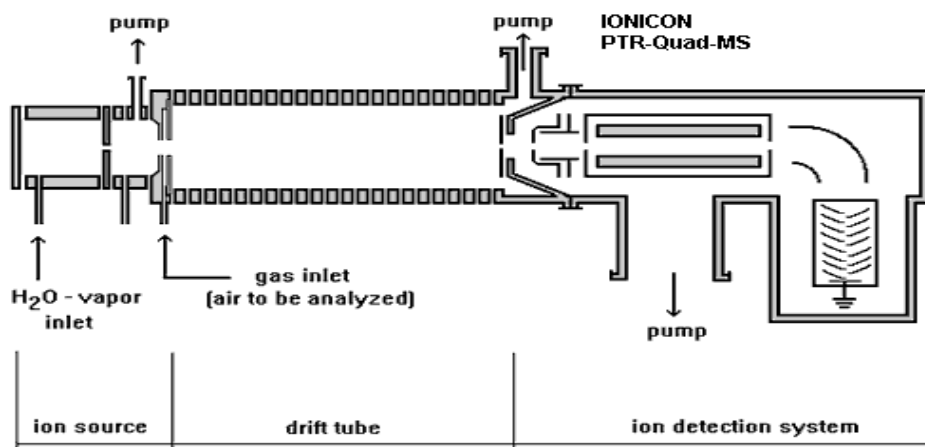 pump
pump
IONICON
PTR-Quad-MS
gas inlet
(air to be analyzed)
H₂O - vapor
inlet
pump
ion source
drift tube
ion detection system